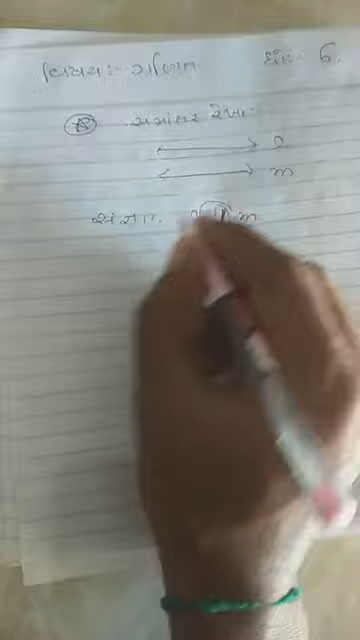 વિષય:- ગણિત ધો:- 6.
(A) સમાંતર રેખા:-
l
m
સંજ્ઞા. l || m